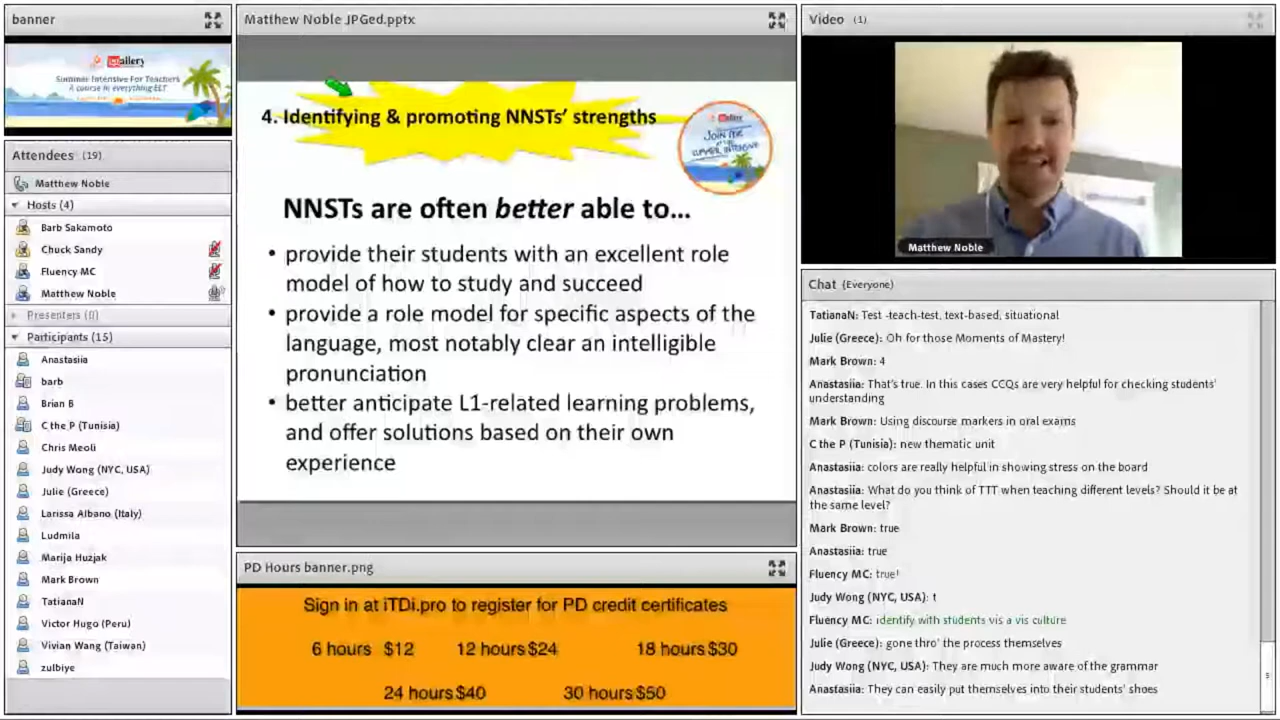 banner
iTDi allery
Summer Intensive For Teachers
A course in everything ELT
Attendees (19)
Matthew Noble
Hosts (4)
Barb Sakamoto
Chuck Sandy
Fluency MC
Matthew Noble
Presenters (0)
Participants (15)
Anastasiia
barb
Brian B
C the P (Tunisia)
Chris Meoli
Judy Wong (NYC, USA)
Julie (Greece)
Larissa Albano (Italy)
Ludmila
Marija Huzjak
Mark Brown
TatianaN
Victor Hugo (Peru)
Vivian Wang (Taiwan)
zulbiye
Matthew Noble JPGed.pptx
4. Identifying & promoting NNSTs' strengths
JOIN
SUMMER INTENSIVE
NNSTs are often better able to...
• provide their students with an excellent role
model of how to study and succeed
• provide a role model for specific aspects of the
language, most notably clear an intelligible
pronunciation
• better anticipate L1-related learning problems,
and offer solutions based on their own
experience
PD Hours banner.png
Sign in at iTDi.pro to register for PD credit certificates
6 hours $12 12 hours $24 18 hours $30
24 hours $40 30 hours $50
Video (1)
Matthew Noble
Chat (Everyone)
TatianaN: Test -teach-test, text-based, situational
Julie (Greece): Oh for those Moments of Mastery!
Mark Brown: 4
Anastasiia: That's true. In this cases CCQs are very helpful for checking students'
understanding
Mark Brown: Using discourse markers in oral exams
C the P (Tunisia): new thematic unit
Anastasiia: colors are really helpful in showing stress on the board
Anastasiia: What do you think of TTT when teaching different levels? Should it be at
the same level?
Mark Brown: true
Anastasiia: true
Fluency MC: true!
Judy Wong (NYC, USA): t
Fluency MC: identify with students vis a vis culture
Julie (Greece): gone thro' the process themselves
Judy Wong (NYC, USA): They are much more aware of the grammar
Anastasiia: They can easily put themselves into their students' shoes